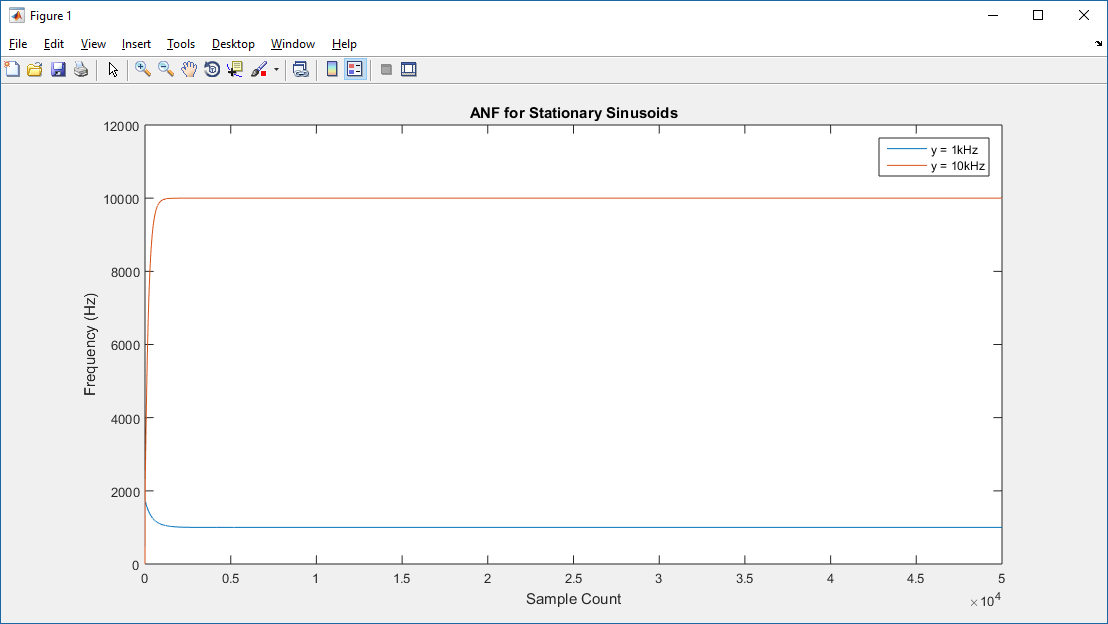 Figure 1
File Edit View Insert Tools Desktop Window Help
ANF for Stationary Sinusoids
12000
10000
8000
6000
4000
2000
0
Frequency (Hz)
y = 1kHz
y = 10kHz
0 0.5 1 1.5 2 2.5 3 3.5 4 4.5 5
×10⁴
Sample Count